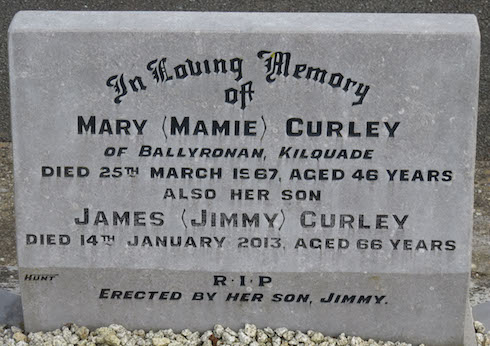 In Loving Memory
of
MARY (MAMIE) CURLEY
OF BALLYRONAN, KILQUADE
DIED 25TH MARCH 1967, AGED 46 YEARS
ALSO HER SON
JAMES (JIMMY) CURLEY
DIED 14TH JANUARY 2013, AGED 66 YEARS
HUNT
R·I·P
ERECTED BY HER SON, JIMMY.